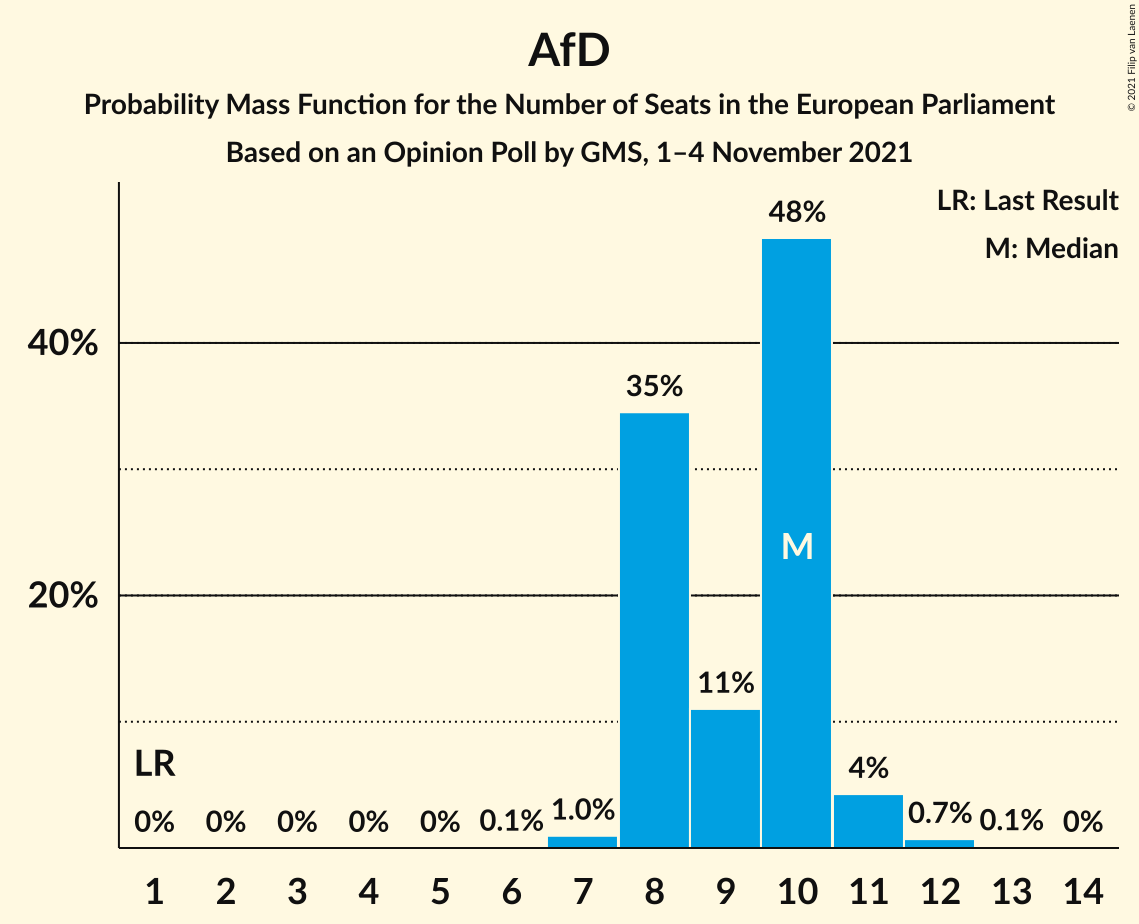 AfD
Probability Mass Function for the Number of Seats in the European Parliament
Based on an Opinion Poll by GMS, 1–4 November 2021
© 2021 Filip van Laenen
LR: Last Result
M: Median
48%
40%
35%
M
20%
11%
LR
4%
0% 0% 0% 0% 0% 0.1% 1.0% 0.7% 0.1% 0%
1 2 3 4 5 6 7 8 9 10 11 12 13 14